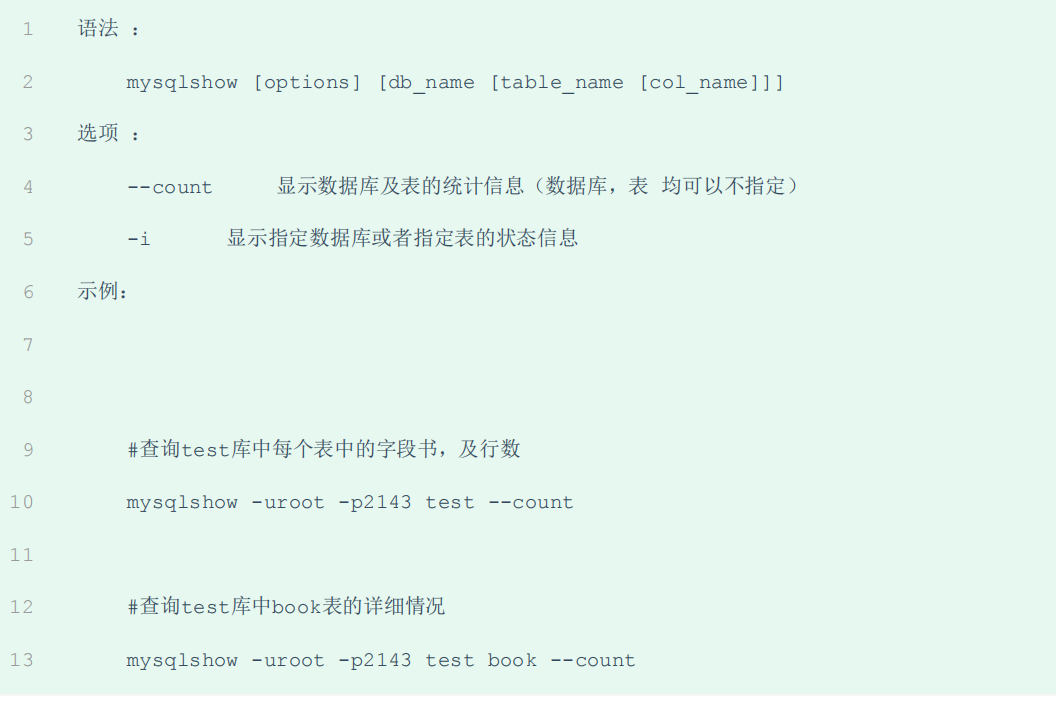 1 语法 ：
2 mysqlshow [options] [db_name [table_name [col_name]]]
3 选项 ：
4 --count 显示数据库及表的统计信息（数据库，表 均可以不指定）
5 -i 显示指定数据库或者指定表的状态信息
6 示例：
7
8
9 #查询test库中每个表中的字段书，及行数
10 mysqlshow -uroot -p2143 test --count
11
12 #查询test库中book表的详细情况
13 mysqlshow -uroot -p2143 test book --count